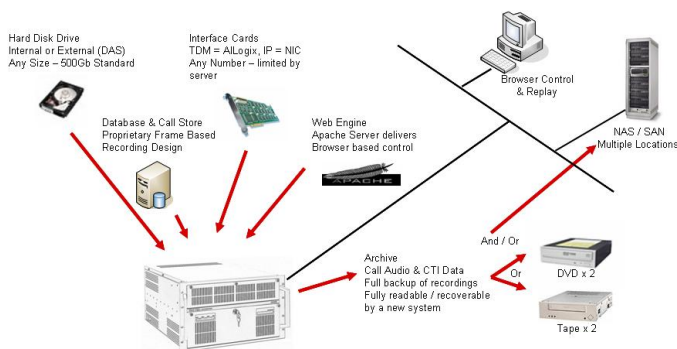 Hard Disk Drive
Internal or External (DAS)
Any Size – 500Gb Standard
Interface Cards
TDM = AILogix, IP = NIC
Any Number – limited by
server
Database & Call Store
Proprietary Frame Based
Recording Design
Web Engine
Apache Server delivers
Browser based control
APACHE
Browser Control
& Replay
NAS / SAN
Multiple Locations
Archive
Call Audio & CTI Data
Full backup of recordings
Fully readable / recoverable
by a new system
And / Or
DVD x 2
Or
Tape x 2